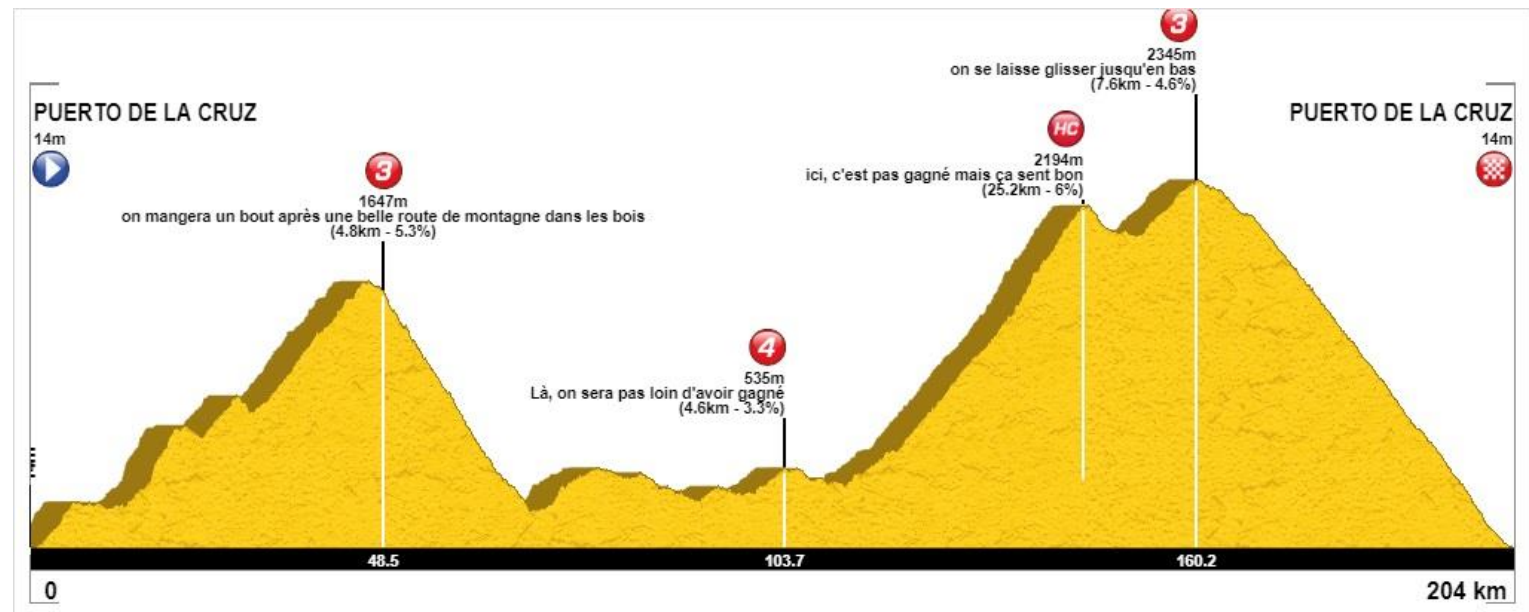 3
2345m
on se laisse glisser jusqu'en bas
(7.6km - 4.6%)
PUERTO DE LA CRUZ
14m
PUERTO DE LA CRUZ
14m
HC
2194m
ici, c'est pas gagné mais ça sent bon
(25.2km - 6%)
3
1647m
on mangera un bout après une belle route de montagne dans les bois
(4.8km - 5.3%)
4
535m
Là, on sera pas loin d'avoir gagné
(4.6km - 3.3%)
48.5
103.7
160.2
0
204 km